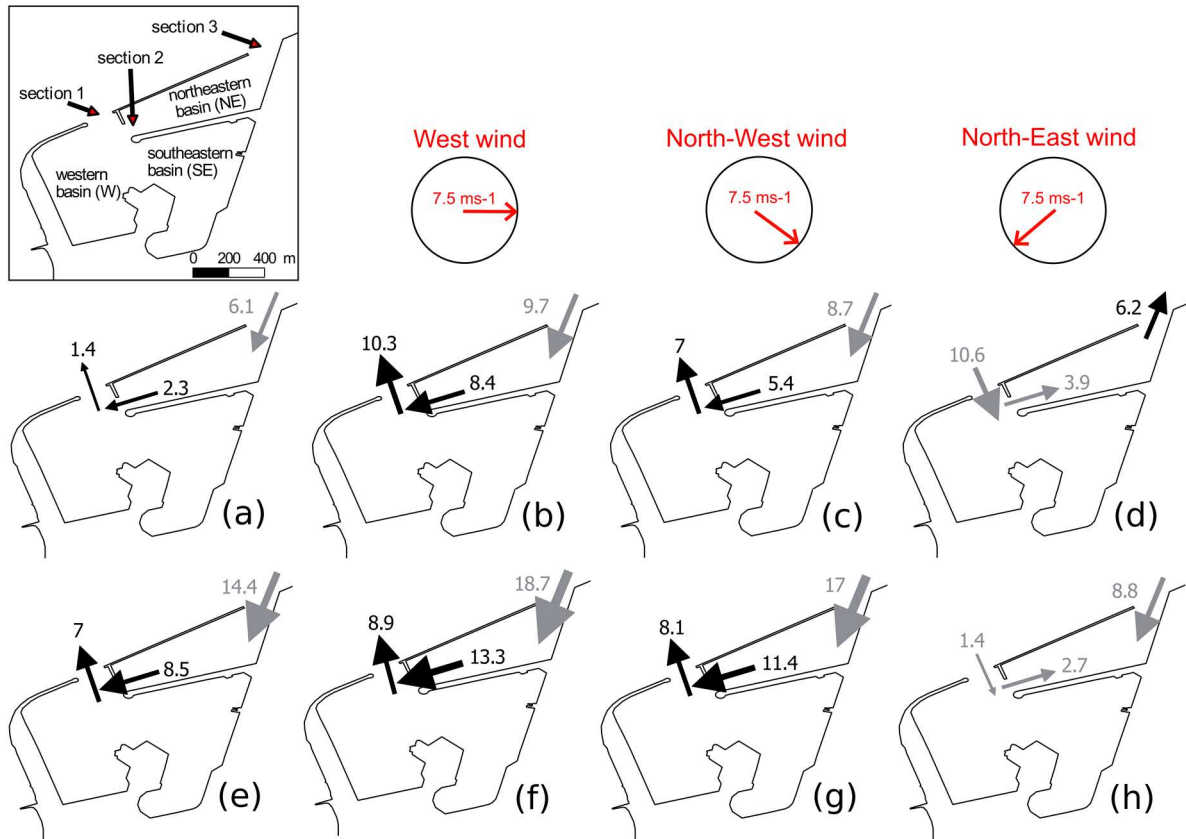 section 3
section 2
section 1
northeastern
basin (NE)
southeastern
basin (SE)
western
basin (W)
0 200 400 m
West wind
North-West wind
North-East wind
7.5 ms-1
7.5 ms-1
7.5 ms-1
6.1
1.4
2.3
(a)
9.7
10.3
8.4
(b)
8.7
7
5.4
(c)
6.2
10.6
3.9
(d)
14.4
7
8.5
(e)
18.7
8.9
13.3
(f)
17
8.1
11.4
(g)
8.8
1.4
2.7
(h)